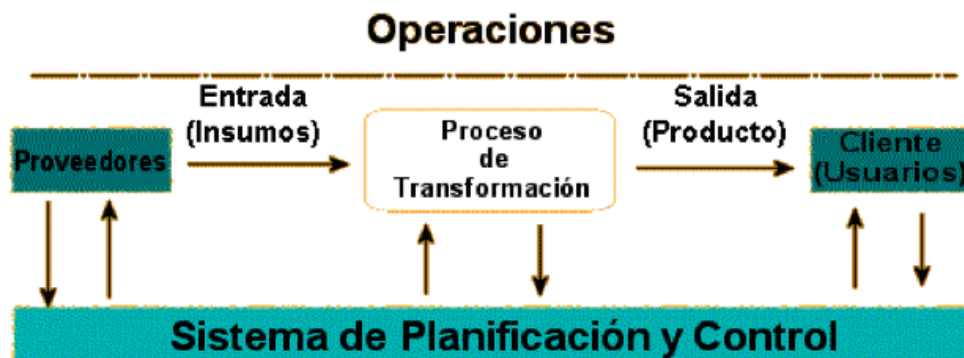 Operaciones
Entrada
(Insumos)
Salida
(Producto)
Proveedores
Proceso
de
Transformación
Cliente
(Usuarios)
Sistema de Planificación y Control